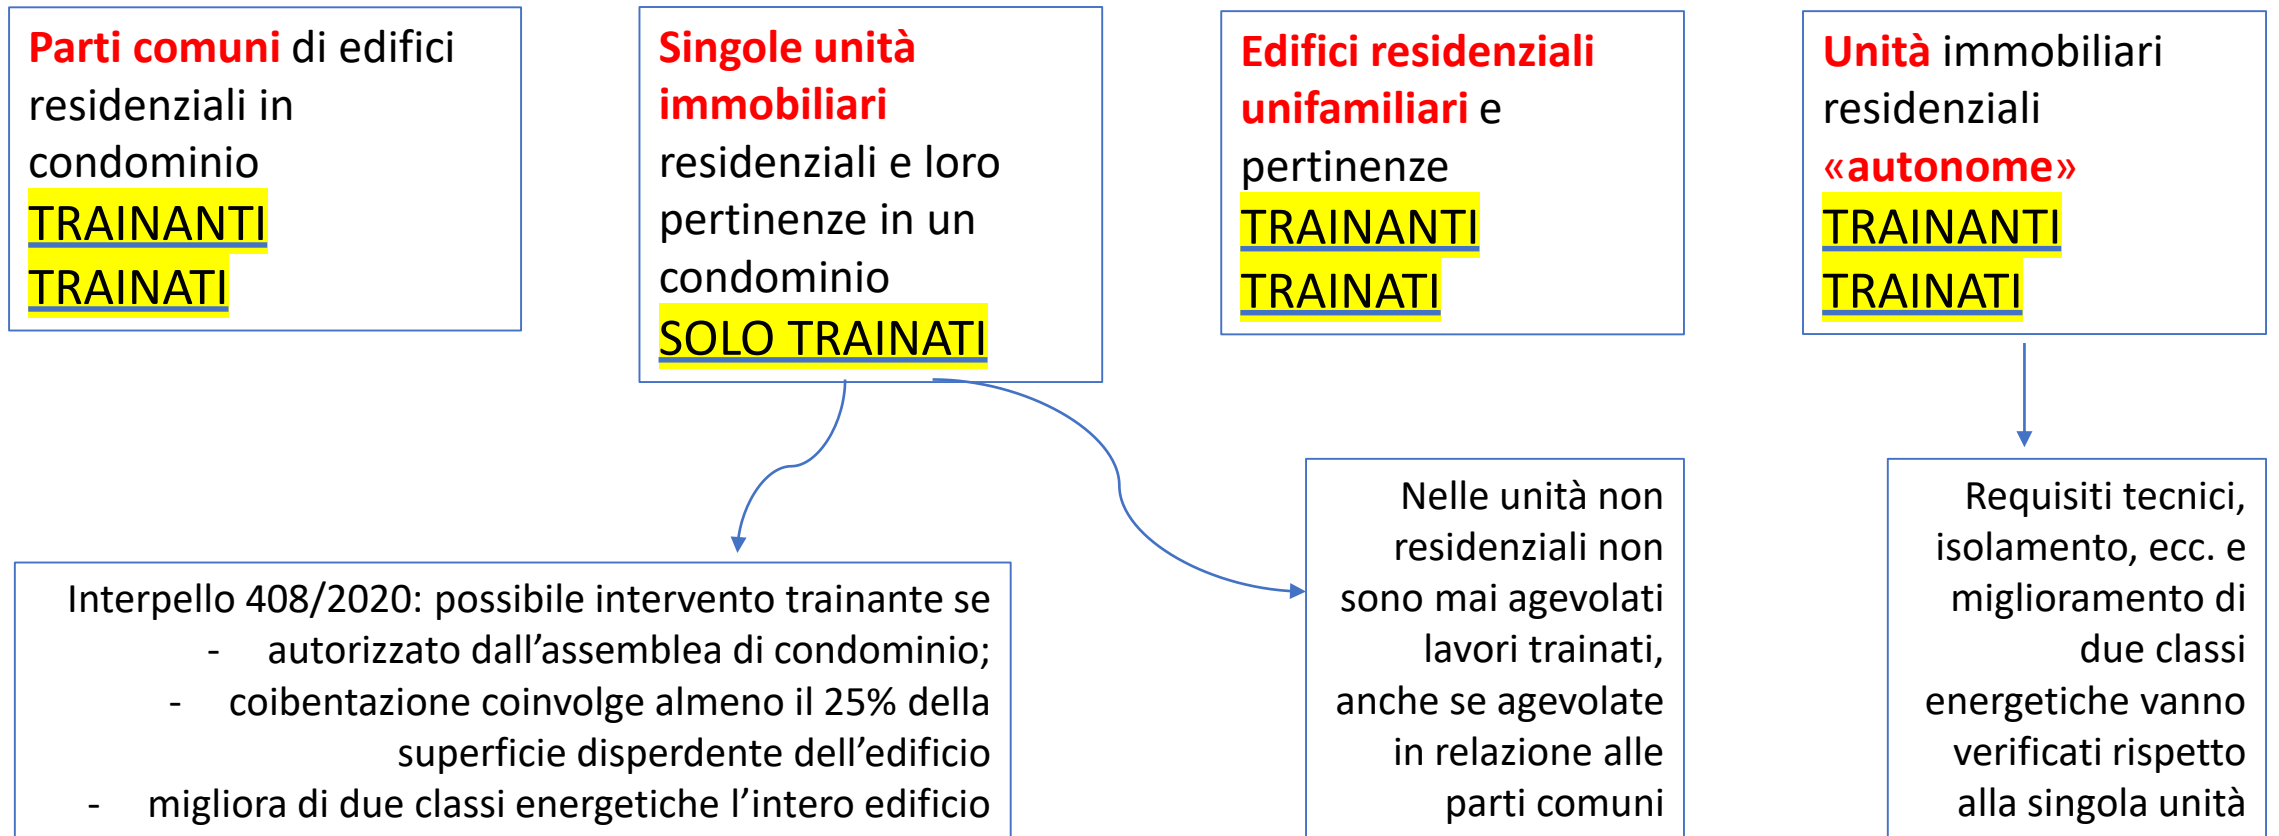 Parti comuni di edifici
residenziali in
condominio
TRAINANTI
TRAINATI
Singole unità
immobiliari
residenziali e loro
pertinenze in un
condominio
SOLO TRAINATI
Edifici residenziali
unifamiliari e
pertinenze
TRAINANTI
TRAINATI
Unità immobiliari
residenziali
«autonome»
TRAINANTI
TRAINATI
Interpello 408/2020: possibile intervento trainante se
- autorizzato dall'assemblea di condominio;
- coibentazione coinvolge almeno il 25% della
superficie disperdente dell'edificio
- migliora di due classi energetiche l'intero edificio
Nelle unità non
residenziali non
sono mai agevolati
lavori trainati,
anche se agevolate
in relazione alle
parti comuni
Requisiti tecnici,
isolamento, ecc. e
miglioramento di
due classi
energetiche vanno
verificati rispetto
alla singola unità